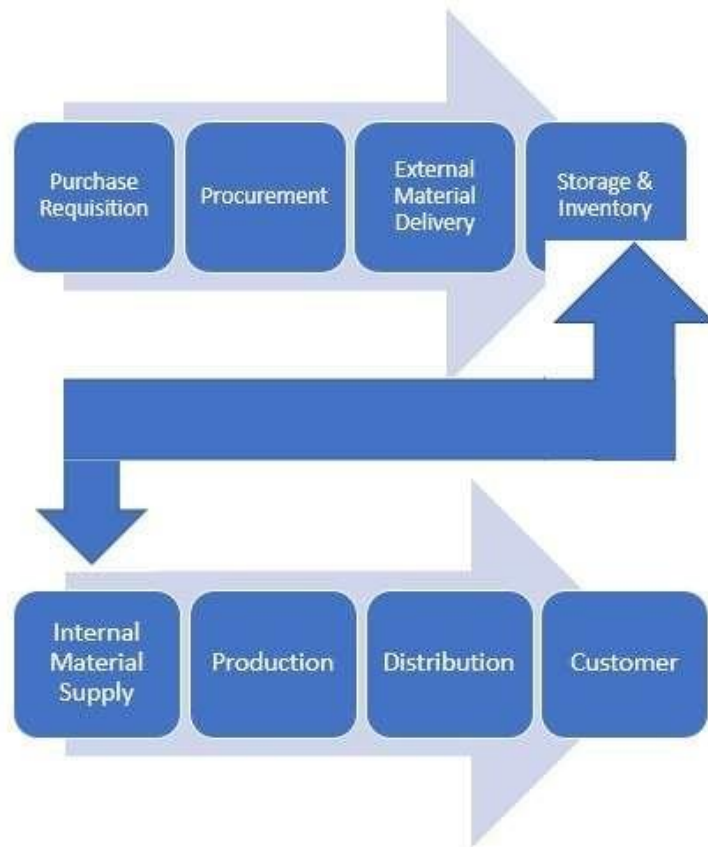 Purchase
Requisition
Procurement
External
Material
Delivery
Storage &
Inventory
Internal
Material
Supply
Production
Distribution
Customer